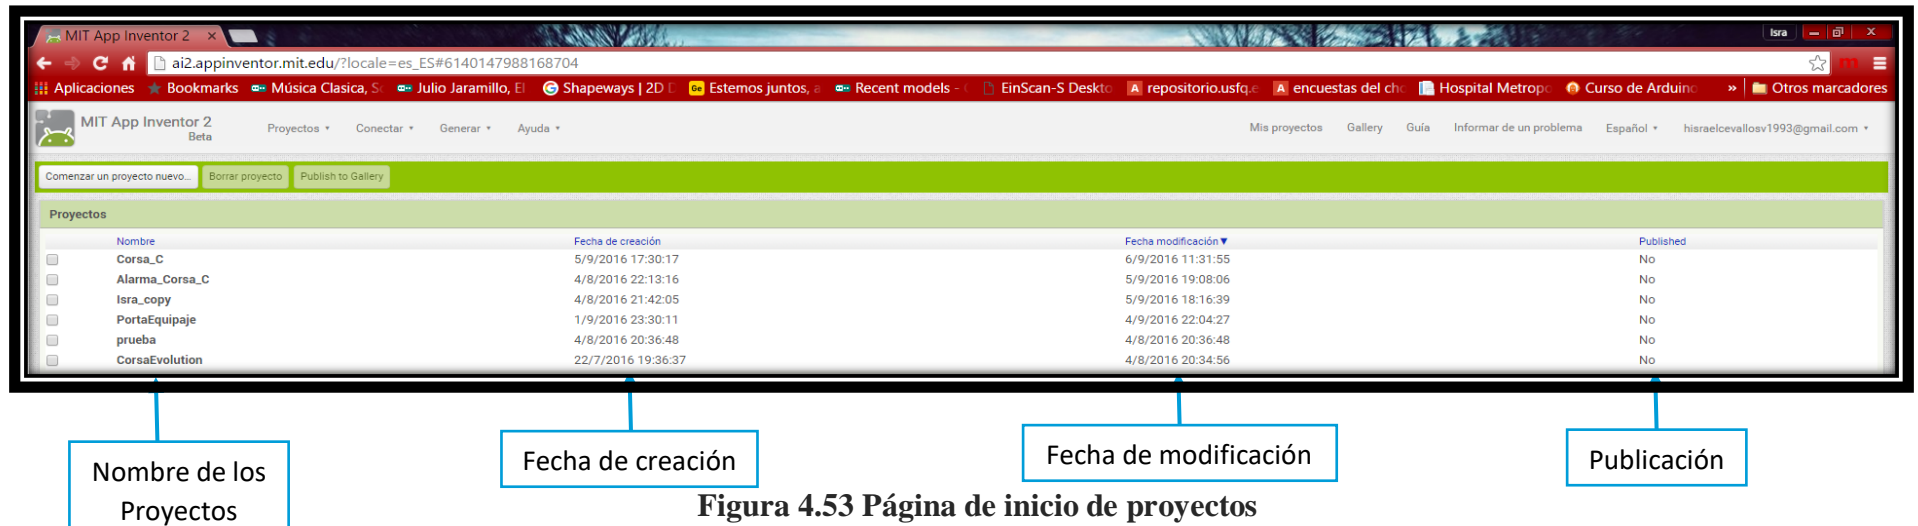 MIT App Inventor 2
Isra
ai2.appinventor.mit.edu/?locale=es_ES#6140147988168704
Aplicaciones Bookmarks Música Clasica, S Julio Jaramillo, El Shapeways | 2D D Estemos juntos, a Recent models - EinScan-S Deskto repositorio.usfq.e encuestas del cho Hospital Metropo Curso de Arduino » Otros marcadores
MIT App Inventor 2
Beta
Proyectos Conectar Generar Ayuda Mis proyectos Gallery Guía Informar de un problema Español hisraelcevallosv1993@gmail.com
Comenzar un proyecto nuevo... Borrar proyecto Publish to Gallery
Proyectos
Nombre Fecha de creación Fecha modificación▼ Published
Corsa_C 5/9/2016 17:30:17 6/9/2016 11:31:55 No
Alarma_Corsa_C 4/8/2016 22:13:16 5/9/2016 19:08:06 No
Isra_copy 4/8/2016 21:42:05 5/9/2016 18:16:39 No
PortaEquipaje 1/9/2016 23:30:11 4/9/2016 22:04:27 No
prueba 4/8/2016 20:36:48 4/8/2016 20:36:48 No
CorsaEvolution 22/7/2016 19:36:37 4/8/2016 20:34:56 No
Nombre de los
Proyectos
Fecha de creación
Fecha de modificación
Publicación
Figura 4.53 Página de inicio de proyectos